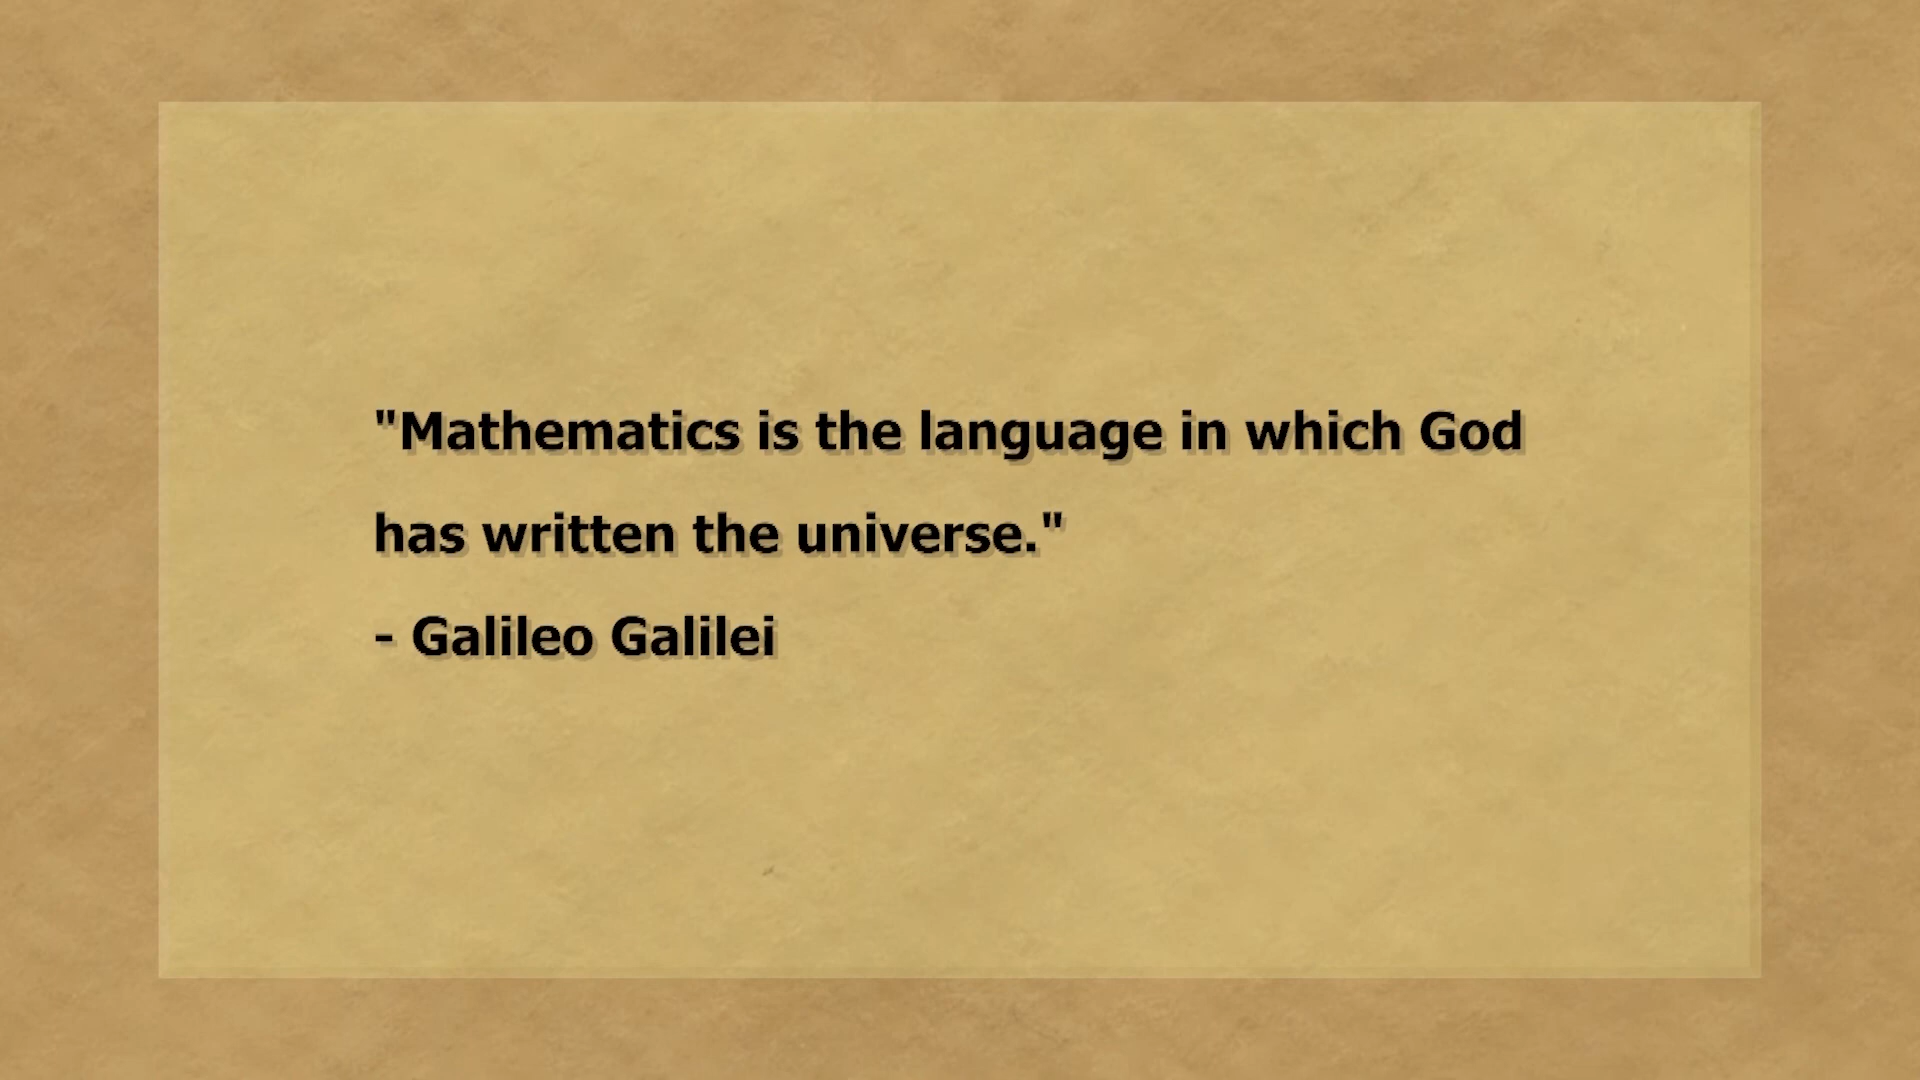 "Mathematics is the language in which God
has written the universe."
- Galileo Galilei